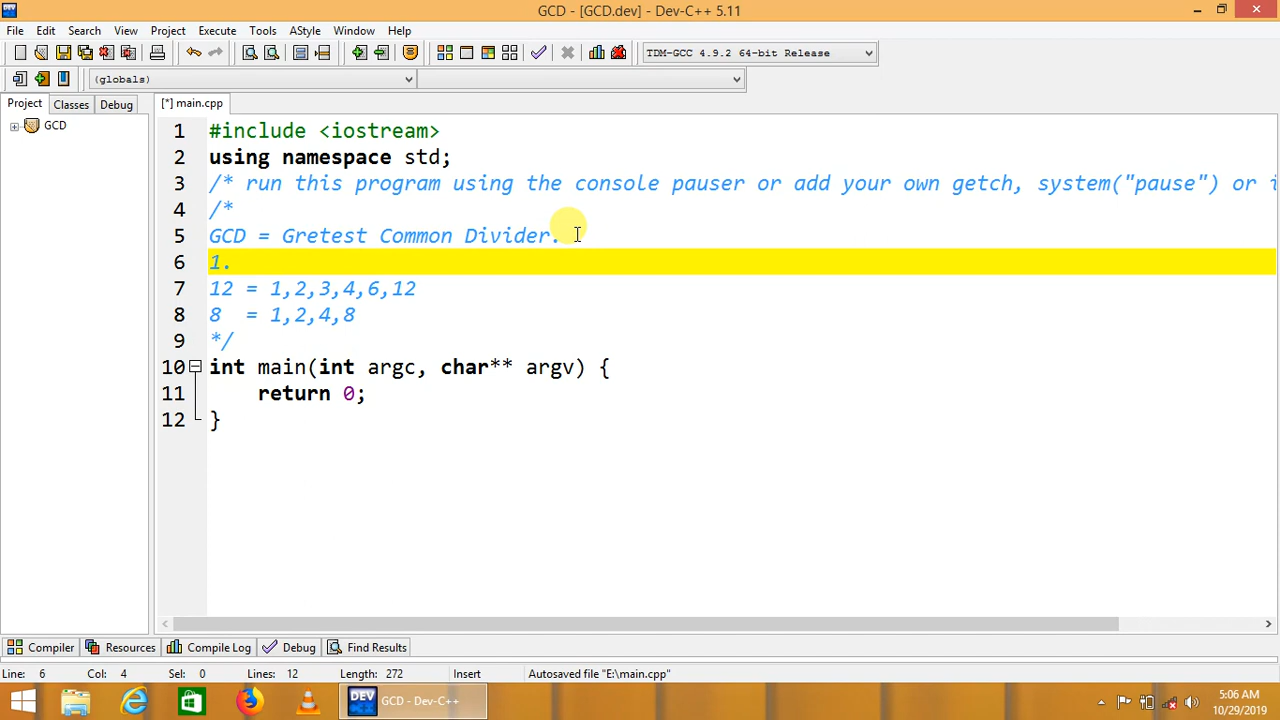 GCD - [GCD.dev] - Dev-C++ 5.11
File Edit Search View Project Execute Tools AStyle Window Help
TDM-GCC 4.9.2 64-bit Release
(globals)
Project Classes Debug [*] main.cpp
GCD
1 #include <iostream>
2 using namespace std;
3 /* run this program using the console pauser or add your own getch, system("pause") or i
4 /*
5 GCD = Gretest Common Divider.
6 1.
7 12 = 1,2,3,4,6,12
8 8 = 1,2,4,8
9 */
10 int main(int argc, char** argv) {
11 return 0;
12 }
Compiler Resources Compile Log Debug Find Results
Line: 6 Col: 4 Sel: 0 Lines: 12 Length: 272 Insert Autosaved file "E:\main.cpp"
DEV GCD - Dev-C++
5:06 AM
10/29/2019